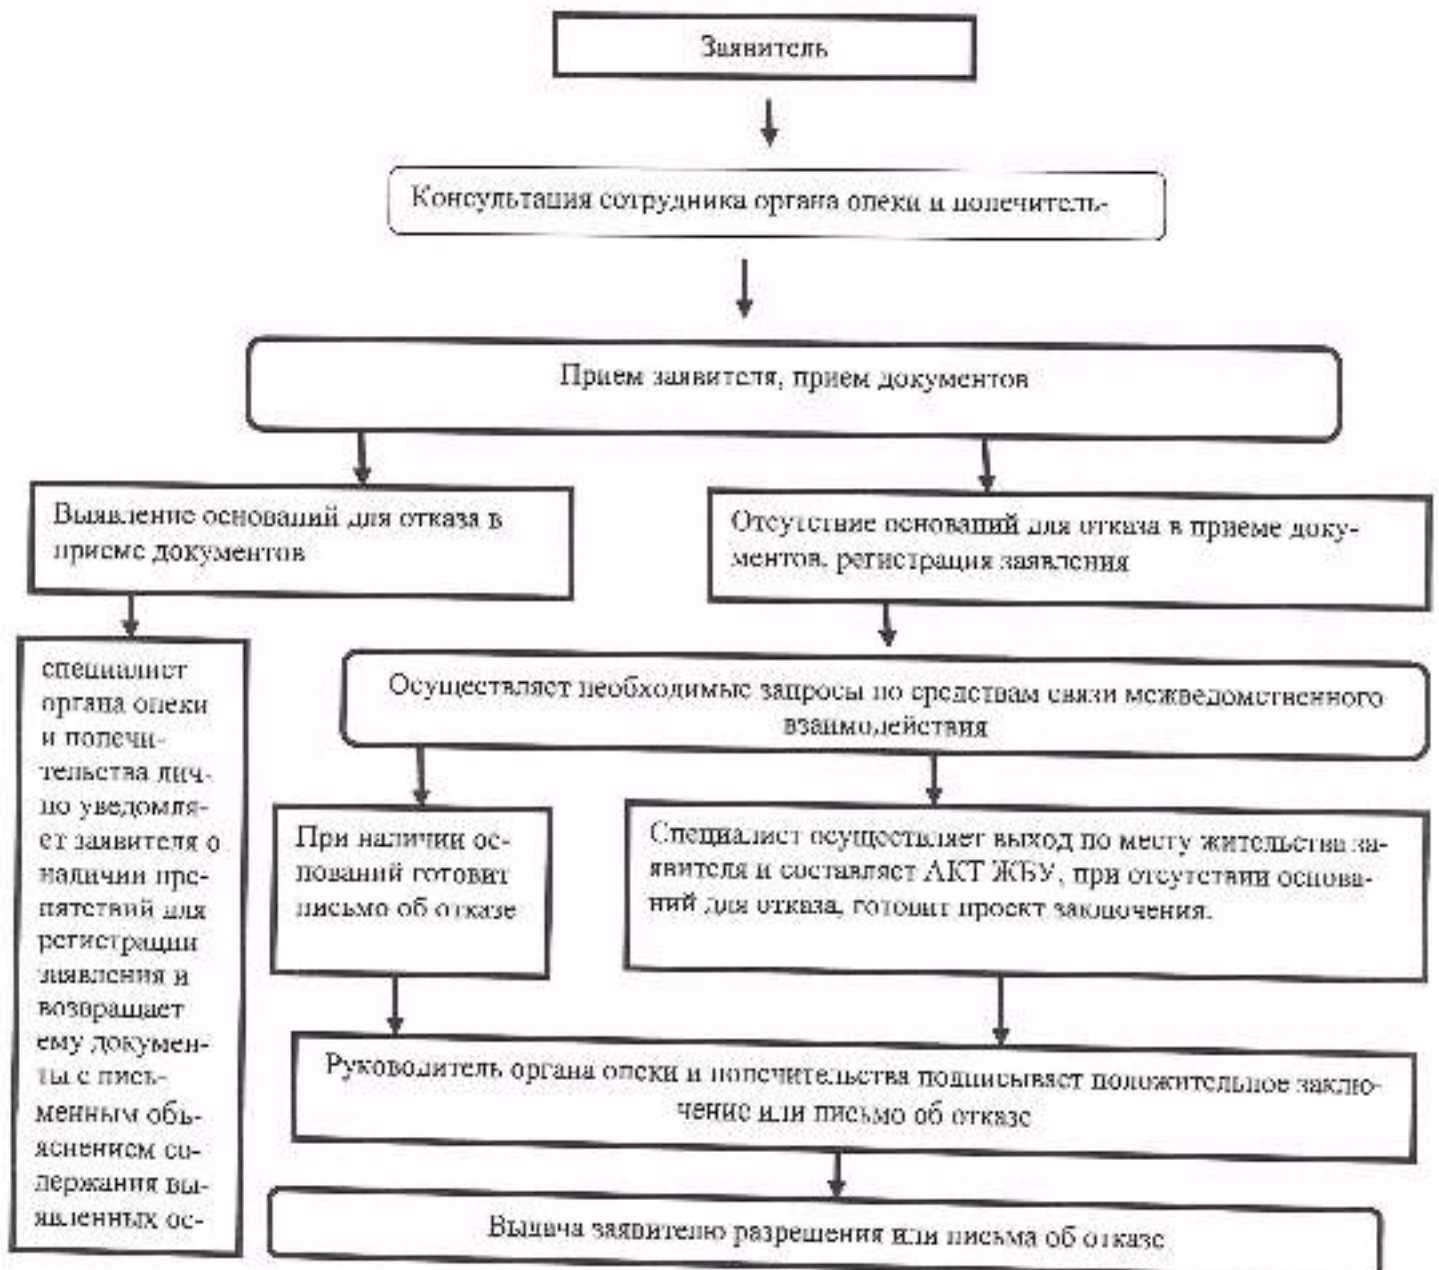 Заявитель
Консультация сотрудника органа опеки и попечитель-
Прием заявителя, прием документов
Выявление оснований для отказа в
приеме документов
Отсутствие оснований для отказа в приеме доку-
ментов, регистрация заявления
специалист
органа опеки
и попечи-
тельства лич-
но уведомля-
ет заявителя о
наличии пре-
пятствий для
регистрации
заявления и
возвращает
ему докумен-
ты с пись-
менным объ-
яснением со-
держания вы-
явленных ос-
Осуществляет необходимые запросы по средствам связи межведомственного
взаимодействия
При наличии ос-
нований готовит
письмо об отказе
Специалист осуществляет выход по месту жительства за-
явителя и составляет АКТ ЖБУ, при отсутствии основа-
ний для отказа, готовит проект заключения.
Руководитель органа опеки и попечительства подписывает положительное заклю-
чение или письмо об отказе
Выдача заявителю разрешения или письма об отказе